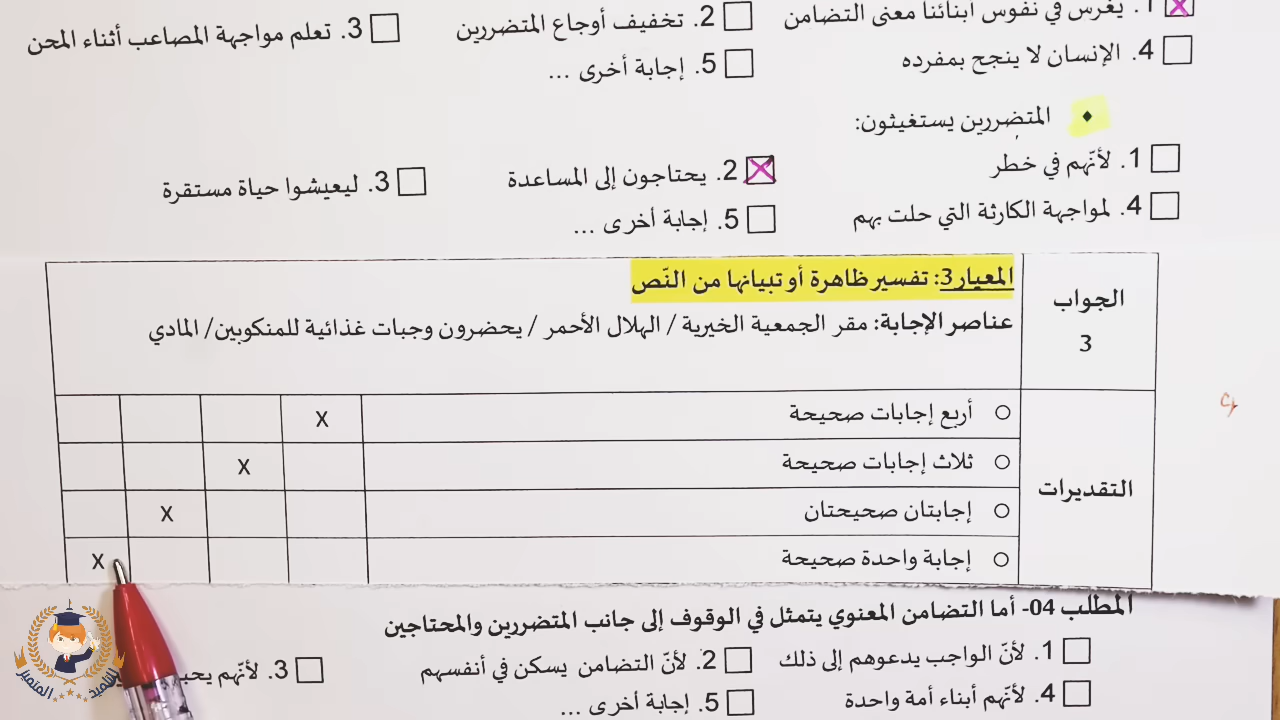 1. يغرس في نفوس أبنائنا معنى التضامن 2. تخفيف أوجاع المتضررين 3. تعلم مواجهة المصاعب أثناء المحن
4. الإنسان لا ينجح بمفرده 5. إجابة أخرى ...
المتضررين يستغيثون:
1. لأنّهم في خطر 2. يحتاجون إلى المساعدة 3. ليعيشوا حياة مستقرة
4. لمواجهة الكارثة التي حلت بهم 5. إجابة أخرى ...
الجواب 3
المعيار3: تفسير ظاهرة أو تبيانها من النّص
عناصر الإجابة: مقر الجمعية الخيرية / الهلال الأحمر / يحضرون وجبات غذائية للمنكوبين/ المادي
التقديرات
أربع إجابات صحيحة X
ثلاث إجابات صحيحة X
إجابتان صحيحتان X
إجابة واحدة صحيحة X
المطلب 04- أما التضامن المعنوي يتمثل في الوقوف إلى جانب المتضررين والمحتاجين
1. لأنّ الواجب يدعوهم إلى ذلك 2. لأنّ التضامن يسكن في أنفسهم 3. لأنّهم
4. لأنّهم أبناء أمة واحدة 5. إجابة أخرى ...
التلميذ المتميز